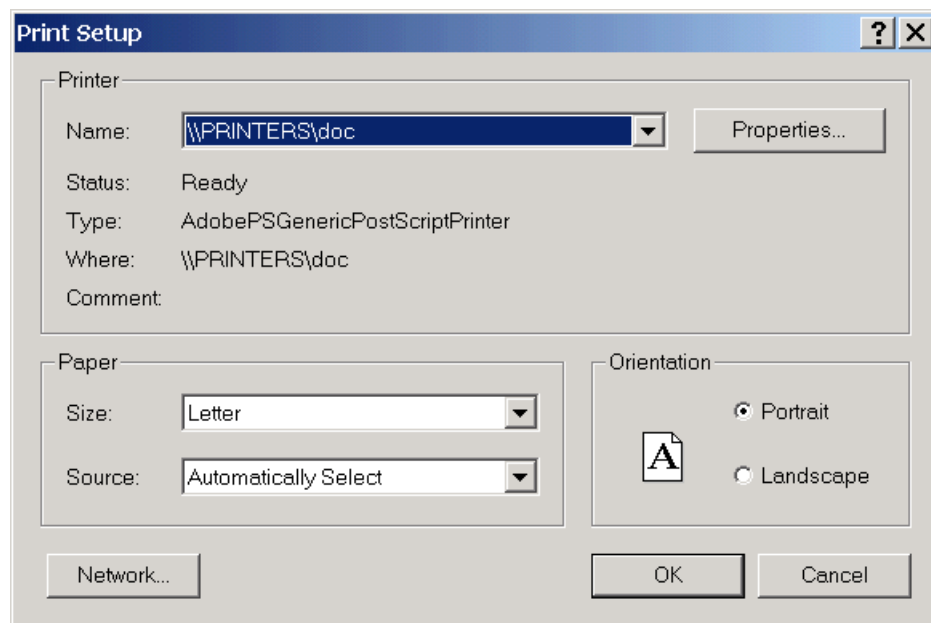 Print Setup
Printer
Name: \\PRINTERS\doc Properties...
Status: Ready
Type: AdobePSGenericPostScriptPrinter
Where: \\PRINTERS\doc
Comment:
Paper
Size: Letter
Source: Automatically Select
Orientation
A
Portrait
Landscape
Network... OK Cancel